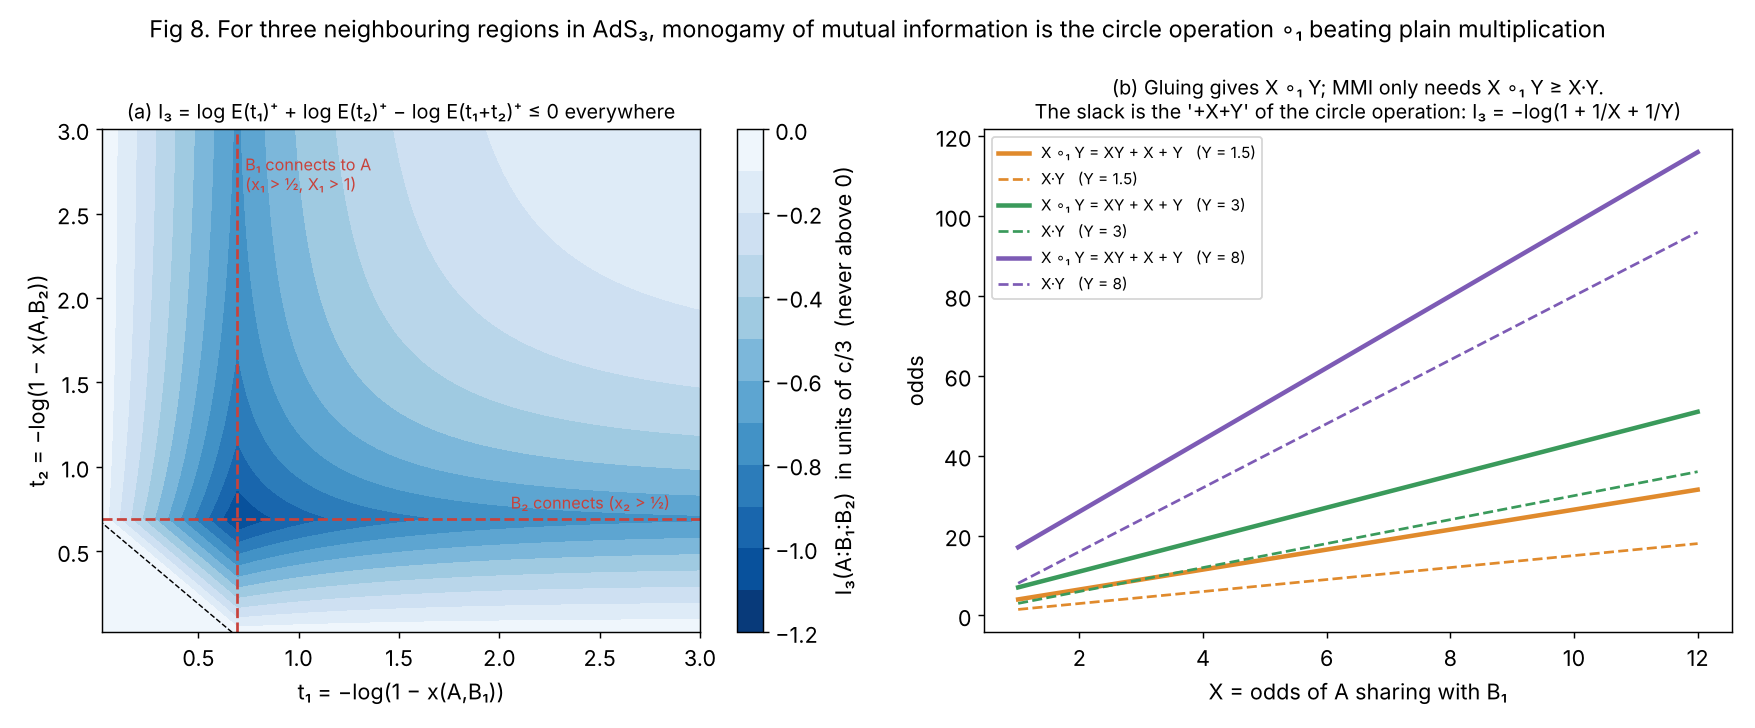 Fig 8. For three neighbouring regions in AdS₃, monogamy of mutual information is the circle operation ∘₁ beating plain multiplication
(a) I₃ = log E(t₁)⁺ + log E(t₂)⁺ − log E(t₁+t₂)⁺ ≤ 0 everywhere
3.0
2.5
2.0
1.5
1.0
0.5
t₂ = −log(1 − x(A,B₂))
B₁ connects to A
(x₁ > ½, X₁ > 1)
B₂ connects (x₂ > ½)
0.5
1.0
1.5
2.0
2.5
3.0
t₁ = −log(1 − x(A,B₁))
0.0
−0.2
−0.4
−0.6
−0.8
−1.0
−1.2
I₃(A:B₁:B₂) in units of c/3 (never above 0)
(b) Gluing gives X ∘₁ Y; MMI only needs X ∘₁ Y ≥ X·Y.
The slack is the '+X+Y' of the circle operation: I₃ = −log(1 + 1/X + 1/Y)
120
100
80
60
40
20
0
odds
X ∘₁ Y = XY + X + Y (Y = 1.5)
X·Y (Y = 1.5)
X ∘₁ Y = XY + X + Y (Y = 3)
X·Y (Y = 3)
X ∘₁ Y = XY + X + Y (Y = 8)
X·Y (Y = 8)
2
4
6
8
10
12
X = odds of A sharing with B₁